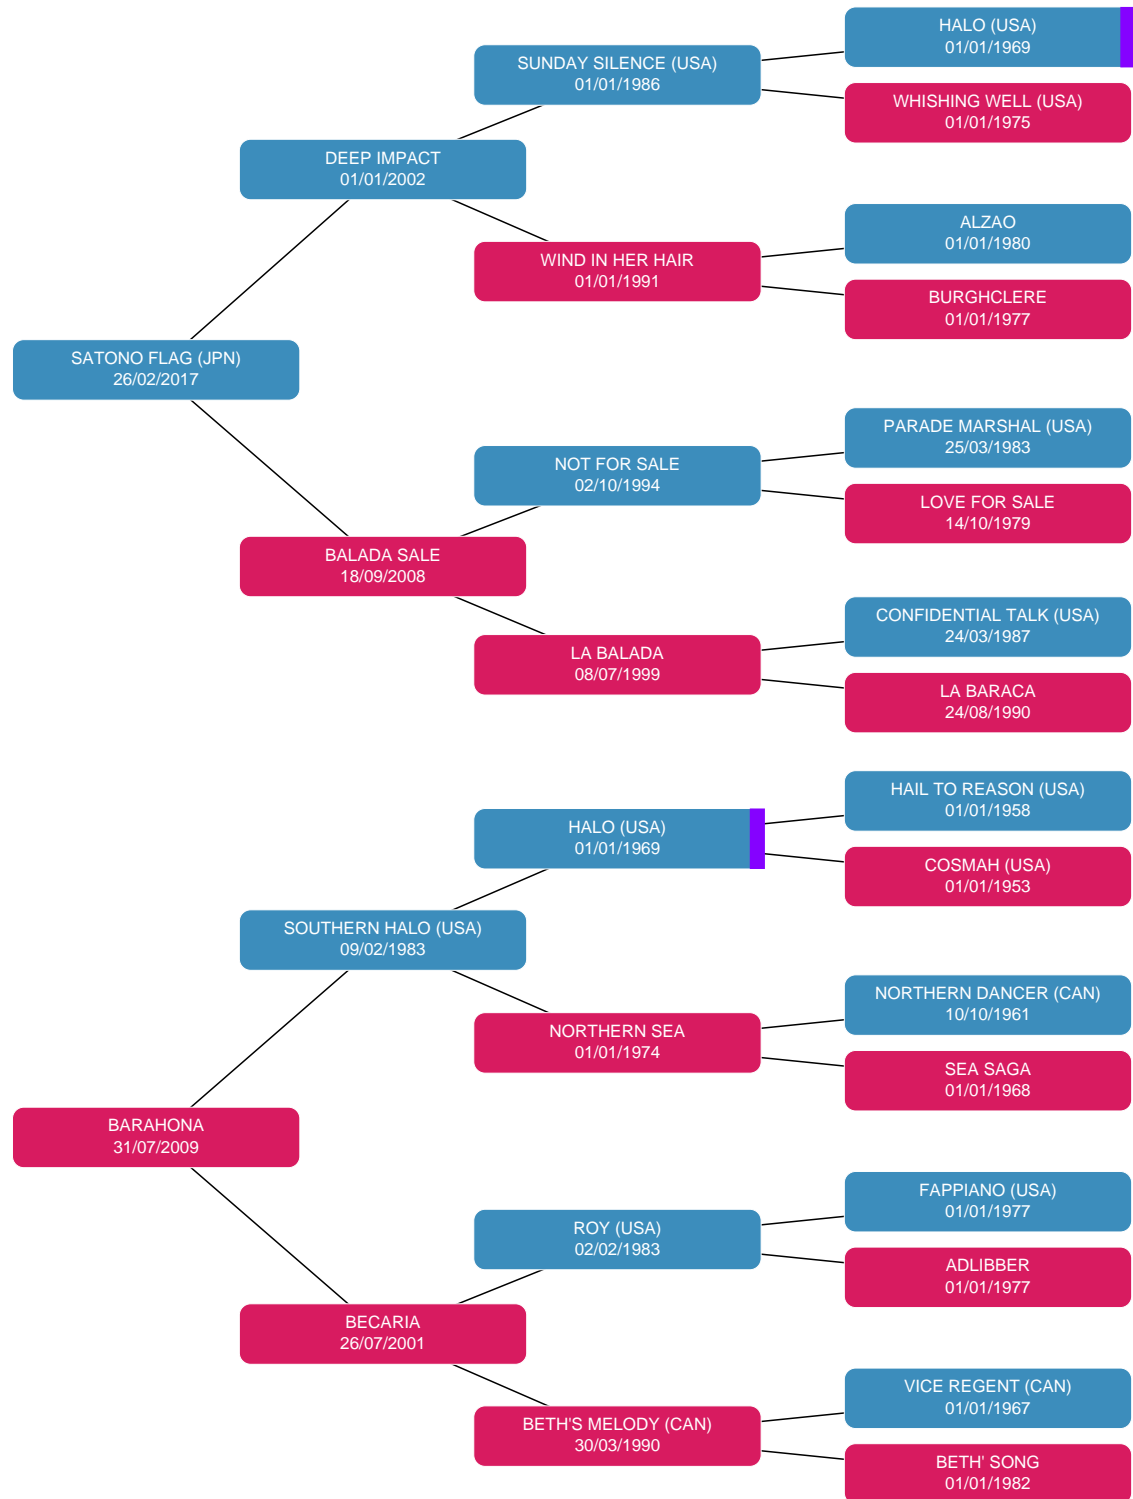 HALO (USA)
01/01/1969
SUNDAY SILENCE (USA)
01/01/1986
WHISHING WELL (USA)
01/01/1975
DEEP IMPACT
01/01/2002
ALZAO
01/01/1980
WIND IN HER HAIR
01/01/1991
BURGHCLERE
01/01/1977
SATONO FLAG (JPN)
26/02/2017
PARADE MARSHAL (USA)
25/03/1983
NOT FOR SALE
02/10/1994
LOVE FOR SALE
14/10/1979
BALADA SALE
18/09/2008
CONFIDENTIAL TALK (USA)
24/03/1987
LA BALADA
08/07/1999
LA BARACA
24/08/1990
HAIL TO REASON (USA)
01/01/1958
HALO (USA)
01/01/1969
COSMAH (USA)
01/01/1953
SOUTHERN HALO (USA)
09/02/1983
NORTHERN DANCER (CAN)
10/10/1961
NORTHERN SEA
01/01/1974
SEA SAGA
01/01/1968
BARAHONA
31/07/2009
FAPPIANO (USA)
01/01/1977
ROY (USA)
02/02/1983
ADLIBBER
01/01/1977
BECARIA
26/07/2001
VICE REGENT (CAN)
01/01/1967
BETH'S MELODY (CAN)
30/03/1990
BETH' SONG
01/01/1982